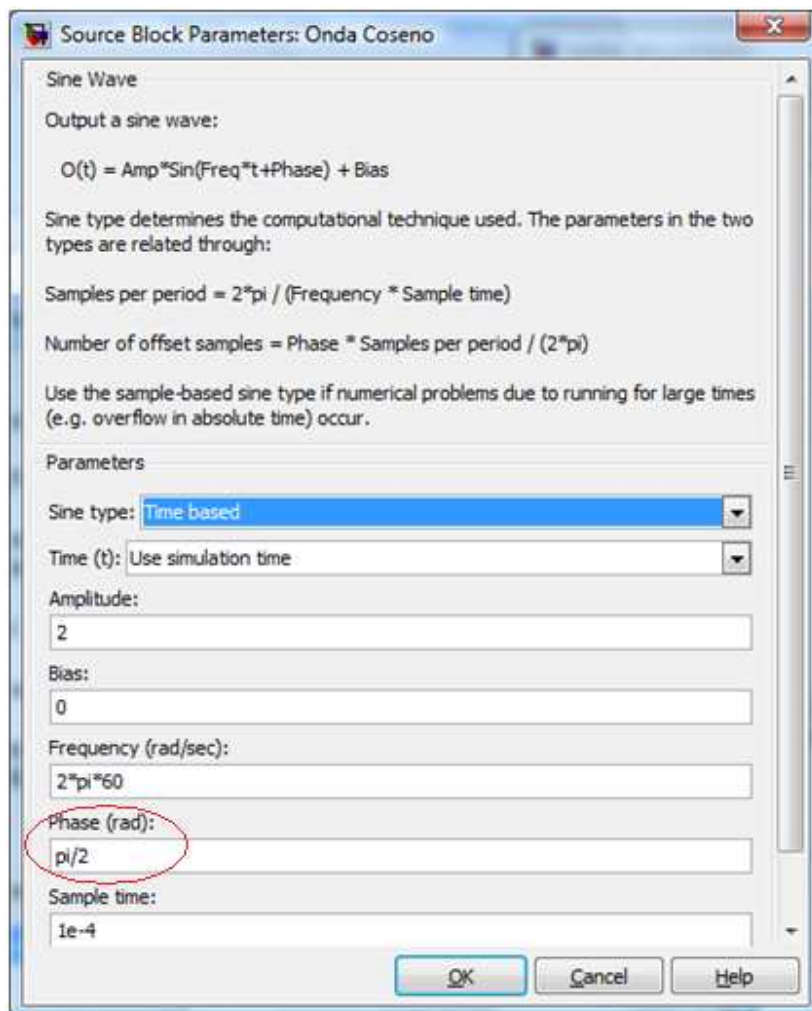 Source Block Parameters: Onda Coseno
Sine Wave
Output a sine wave:
O(t) = Amp*Sin(Freq*t+Phase) + Bias
Sine type determines the computational technique used. The parameters in the two
types are related through:
Samples per period = 2*pi / (Frequency * Sample time)
Number of offset samples = Phase * Samples per period / (2*pi)
Use the sample-based sine type if numerical problems due to running for large times
(e.g. overflow in absolute time) occur.
Parameters
Sine type: Time based
Time (t): Use simulation time
Amplitude:
2
Bias:
0
Frequency (rad/sec):
2*pi*60
Phase (rad):
pi/2
Sample time:
1e-4
OK Cancel Help